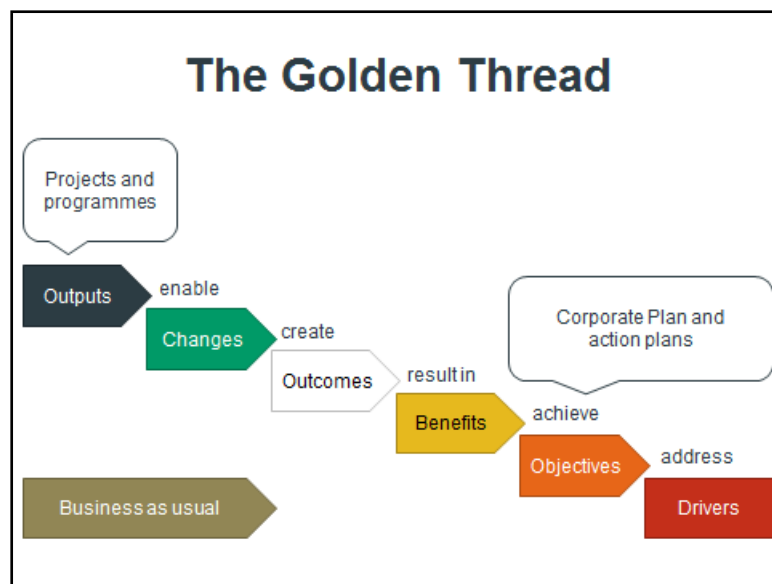 The Golden Thread
Projects and
programmes
Outputs
enable
Changes
create
Outcomes
result in
Benefits
Corporate Plan and
action plans
achieve
Objectives
address
Drivers
Business as usual